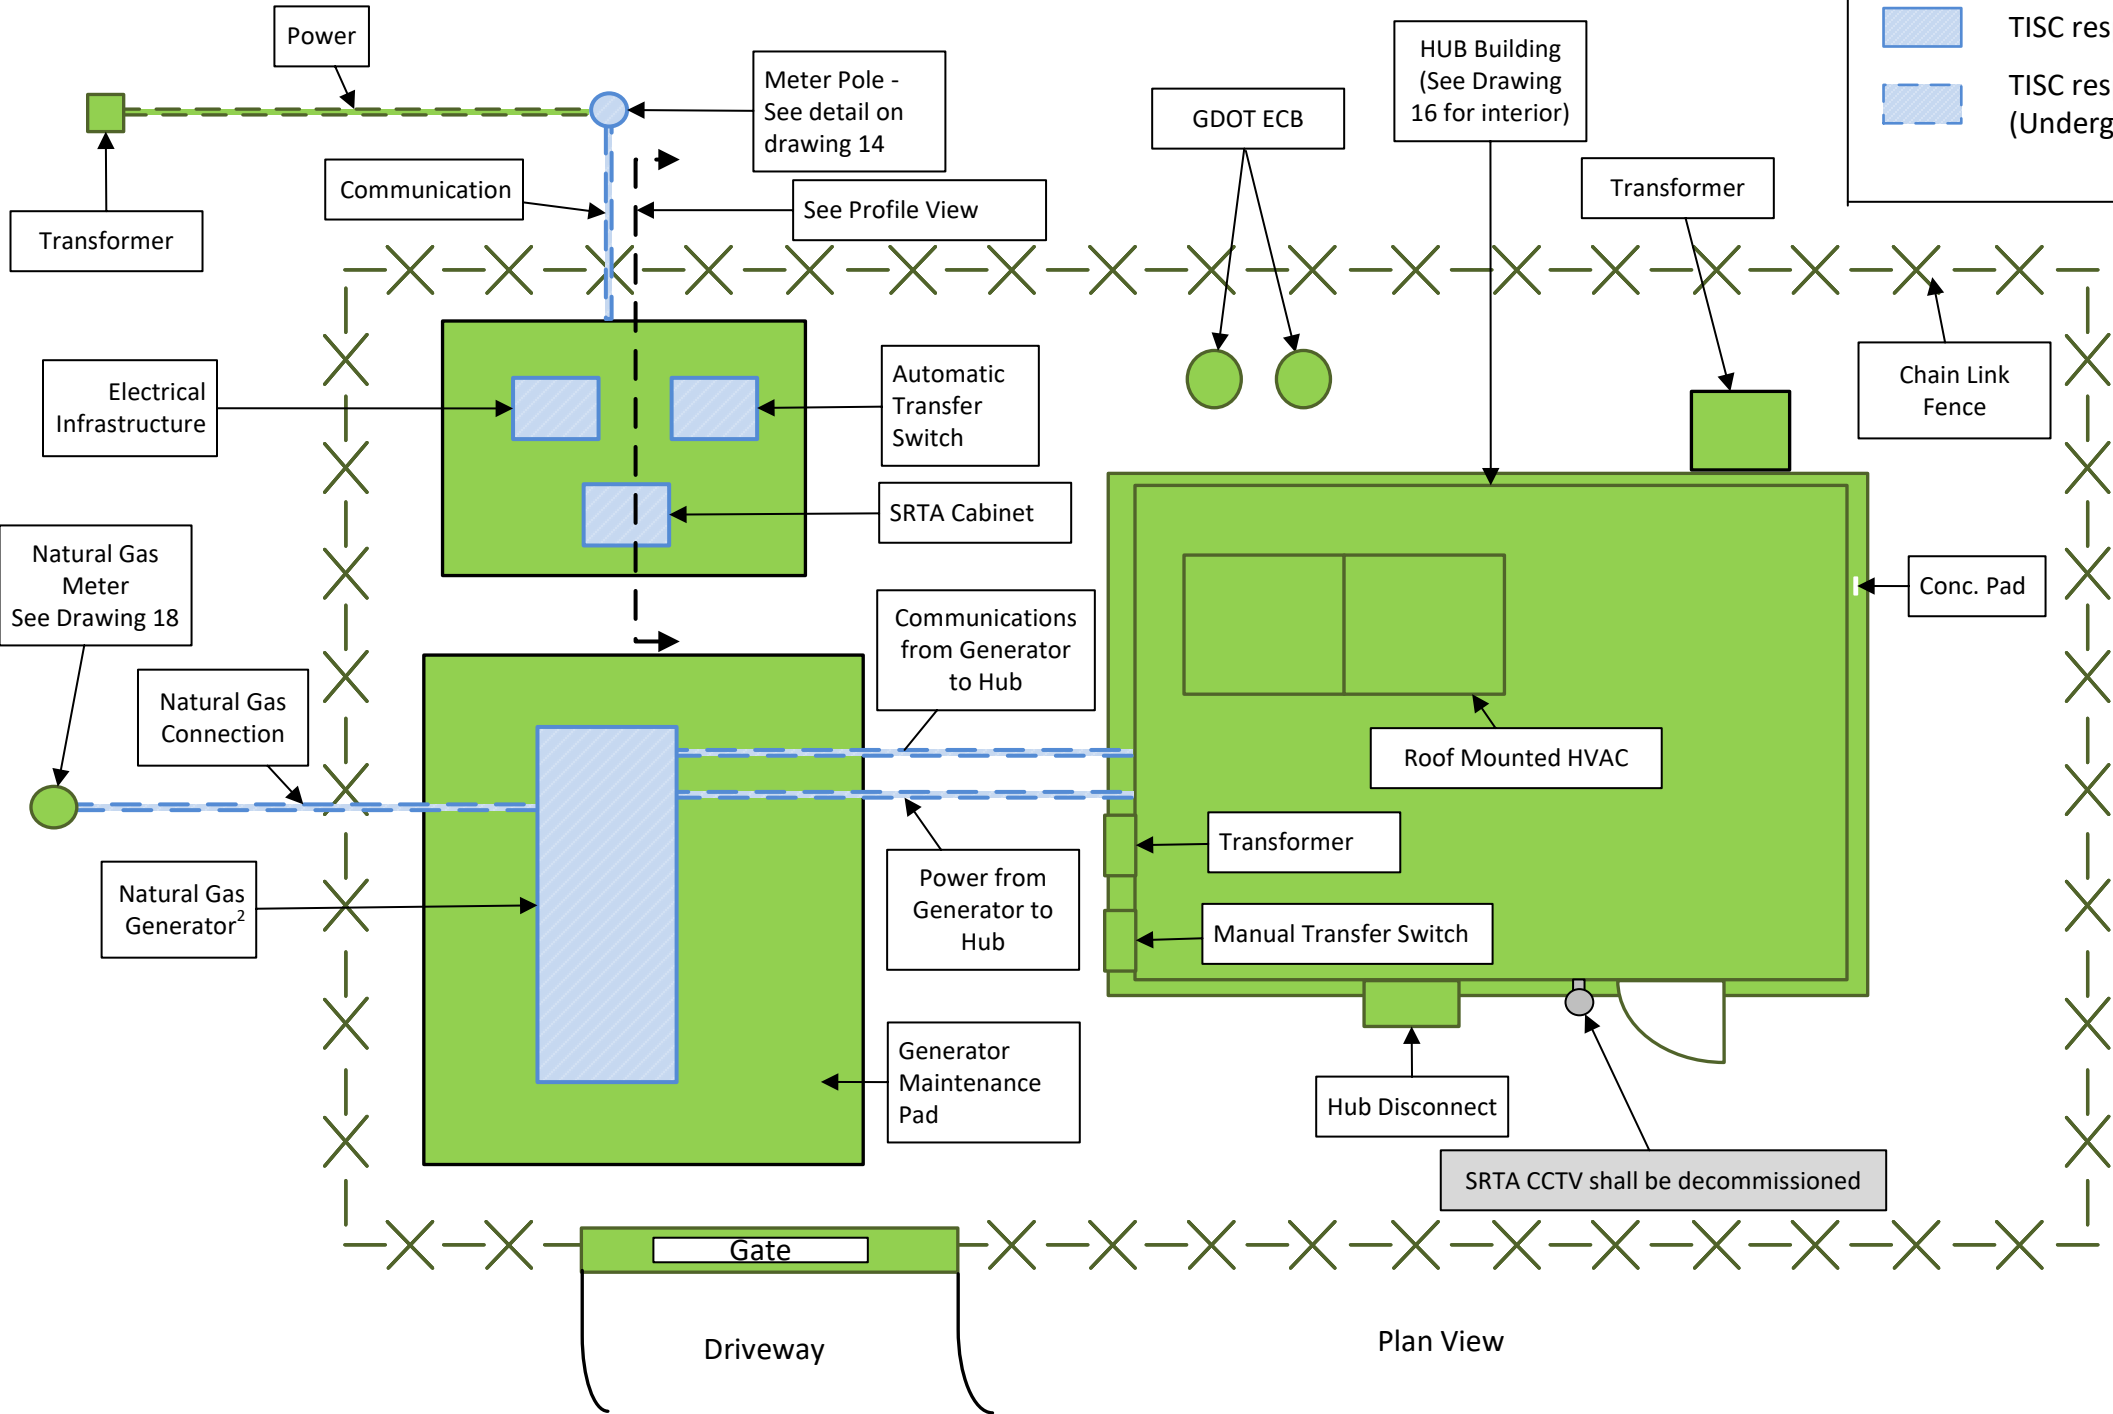 Power
Meter Pole -
See detail on
drawing 14
HUB Building
(See Drawing
16 for interior)
TISC res
TISC res
(Underg
GDOT ECB
Communication
See Profile View
Transformer
Transformer
Electrical
Infrastructure
Automatic
Transfer
Switch
Chain Link
Fence
SRTA Cabinet
Natural Gas
Meter
See Drawing 18
Conc. Pad
Communications
from Generator
to Hub
Natural Gas
Connection
Roof Mounted HVAC
Transformer
Natural Gas
Generator²
Power from
Generator to
Hub
Manual Transfer Switch
Generator
Maintenance
Pad
Hub Disconnect
SRTA CCTV shall be decommissioned
Gate
Driveway
Plan View